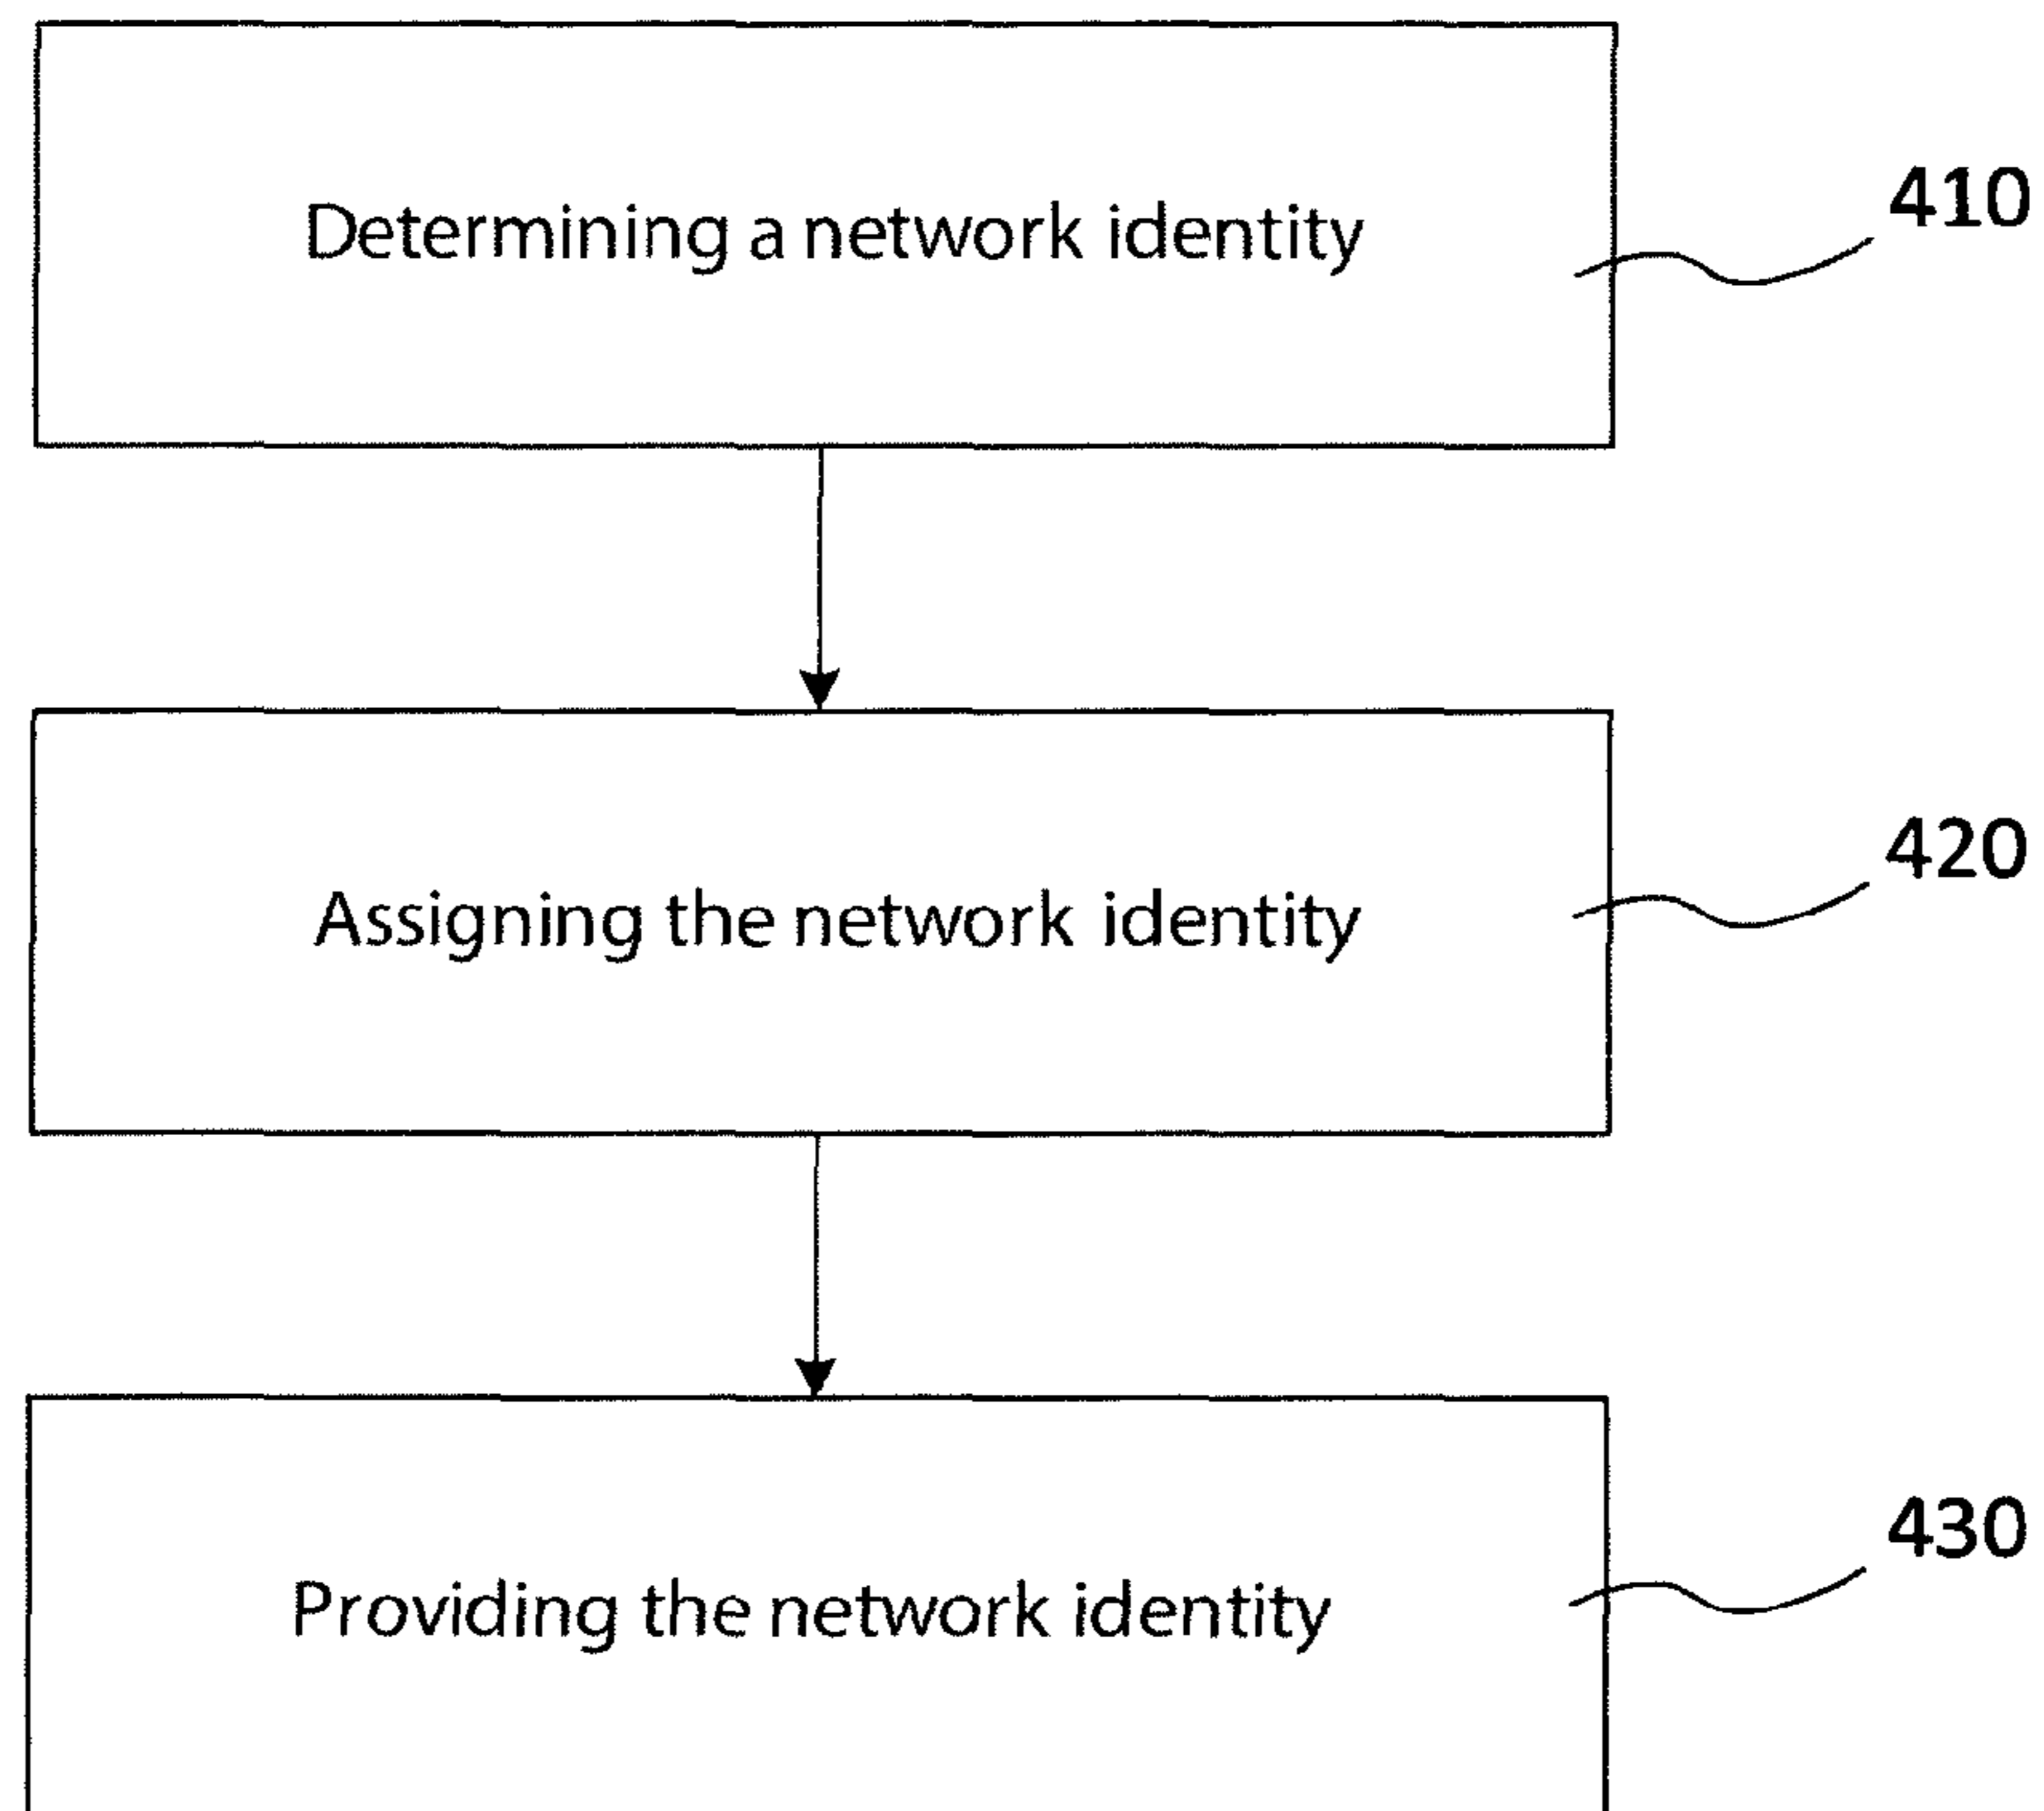 Determining a network identity
410
Assigning the network identity
420
Providing the network identity
430